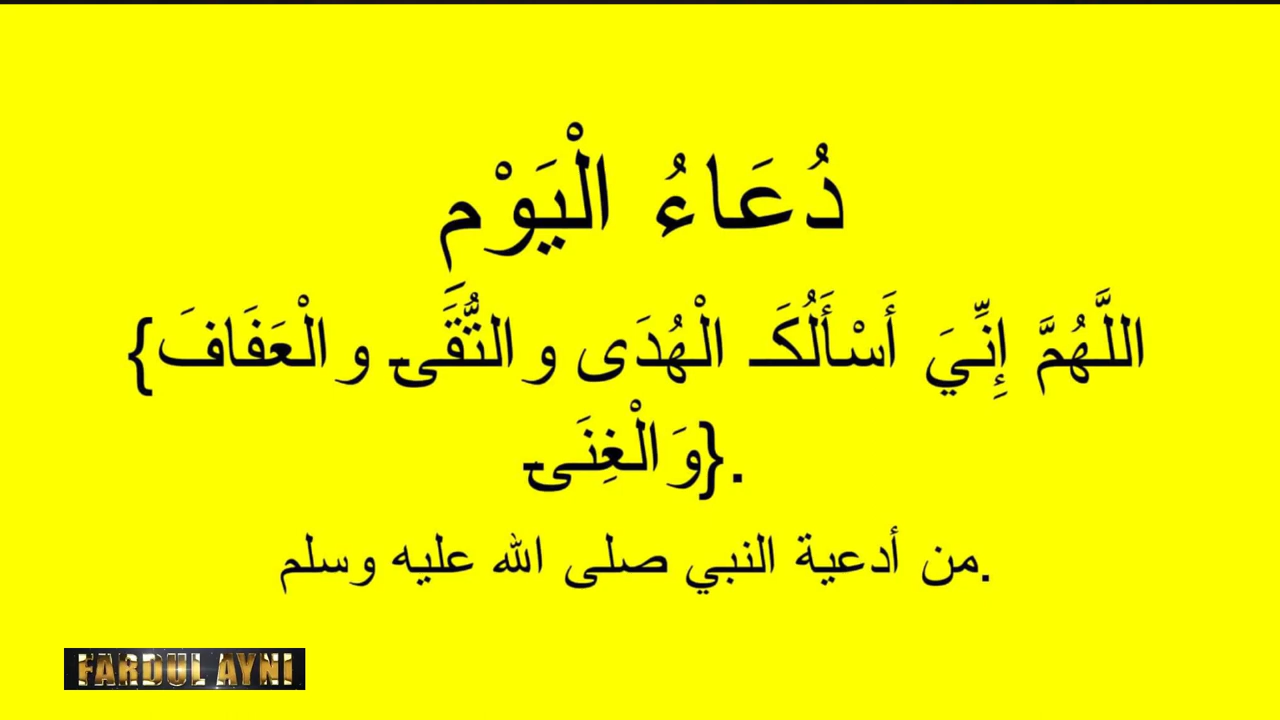 دُعَاءُ الْيَوْمِ
{اللَّهُمَّ إِنِّيَ أَسْأَلُكَ الْهُدَى والتُّقَى والْعَفَافَ
وَالْغِنَى}.
من أدعية النبي صلى الله عليه وسلم.
FARDUL AYNI